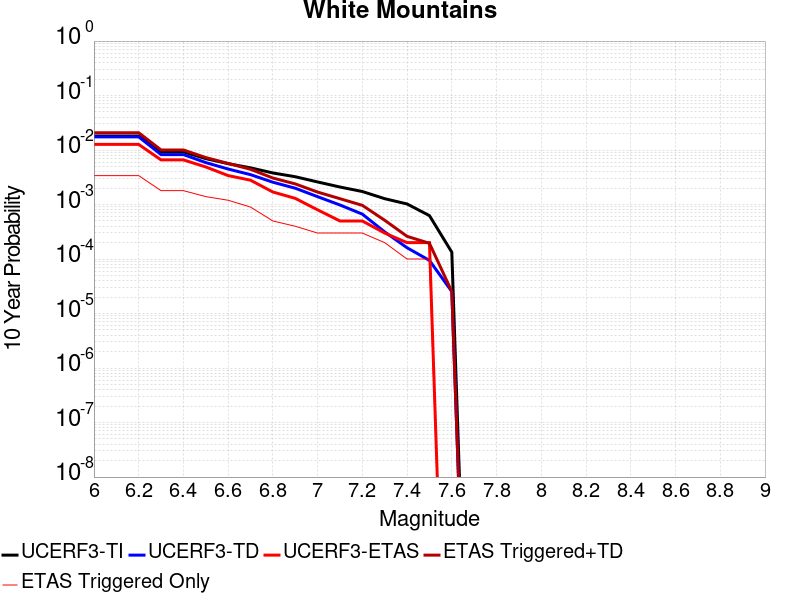 White Mountains
10^0
10^-1
10^-2
10^-3
10^-4
10^-5
10^-6
10^-7
10^-8
10 Year Probability
6 6.2 6.4 6.6 6.8 7 7.2 7.4 7.6 7.8 8 8.2 8.4 8.6 8.8 9
Magnitude
UCERF3-TI UCERF3-TD UCERF3-ETAS ETAS Triggered+TD
ETAS Triggered Only